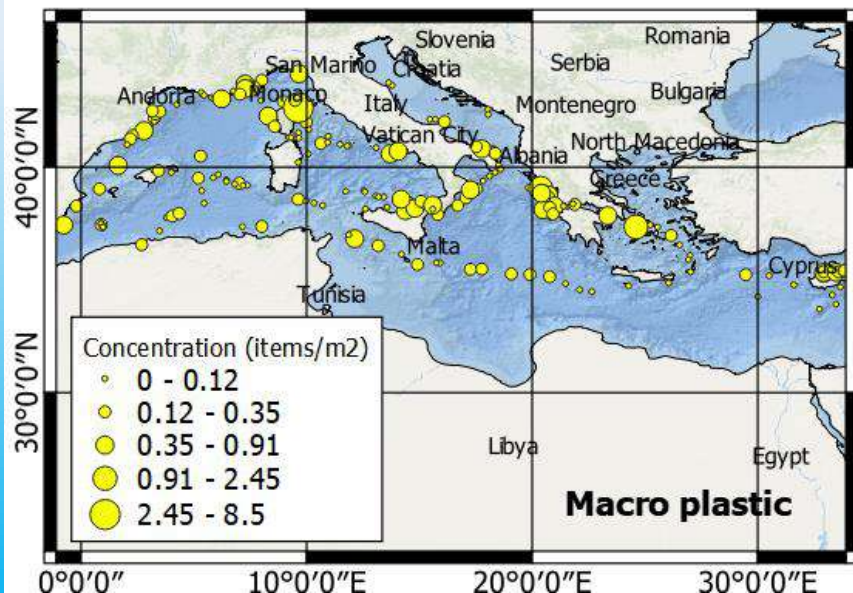 Slovenia
Romania
San Marino
Croatia
Serbia
Andorra
Monaco
Italy
Montenegro
Bulgaria
Vatican City
Albania
North Macedonia
Greece
40°0'0"N
Malta
Cyprus
Tunisia
Concentration (items/m2)
0 - 0.12
0.12 - 0.35
0.35 - 0.91
0.91 - 2.45
2.45 - 8.5
30°0'0"N
Libya
Egypt
Macro plastic
0°0'0"
10°0'0"E
20°0'0"E
30°0'0"E